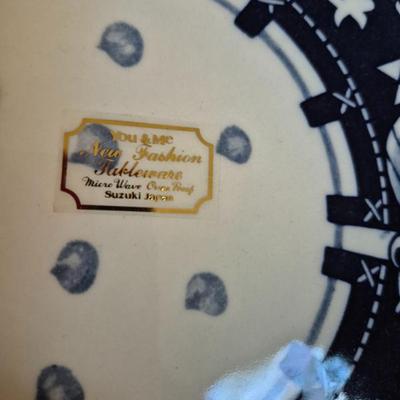 You & Me
New Fashion
Tableware
Micro Wave Oven Proof
Suzuki Japan